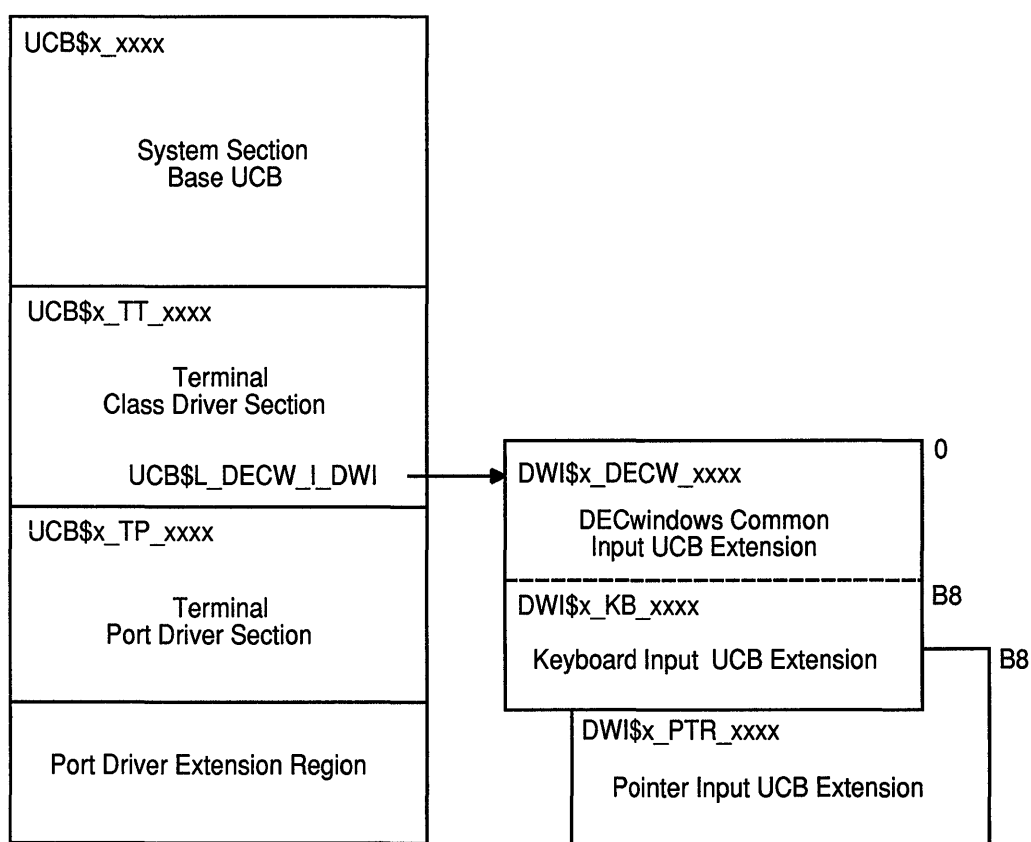 UCB$x_xxxx
System Section
Base UCB
UCB$x_TT_xxxx
Terminal
Class Driver Section
UCB$L_DECW_I_DWI
UCB$x_TP_xxxx
Terminal
Port Driver Section
Port Driver Extension Region
0
DWI$x_DECW_xxxx
DECwindows Common
Input UCB Extension
B8
DWI$x_KB_xxxx
Keyboard Input UCB Extension
B8
DWI$x_PTR_xxxx
Pointer Input UCB Extension